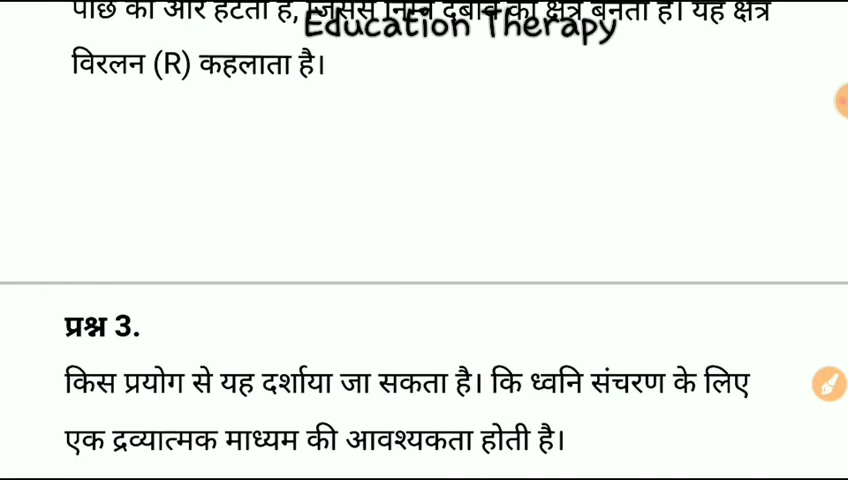 पीछे की ओर हटती है, जिससे निम्न दबाव का क्षेत्र बनता है। यह क्षेत्र
Education Therapy
विरलन (R) कहलाता है।
प्रश्न 3.
किस प्रयोग से यह दर्शाया जा सकता है। कि ध्वनि संचरण के लिए
एक द्रव्यात्मक माध्यम की आवश्यकता होती है।